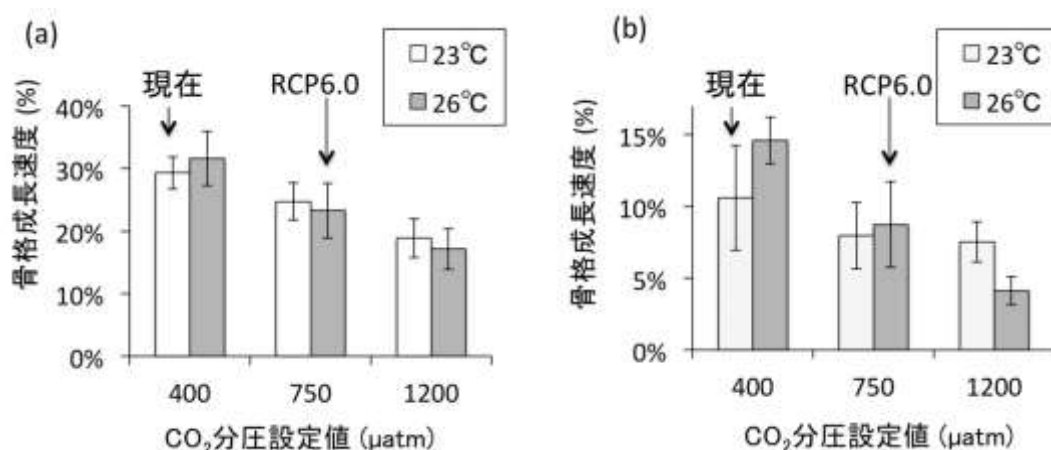 (a)
23℃
26℃
現在
RCP6.0
骨格成長速度 (%)
40%
30%
20%
10%
0%
400
750
1200
CO₂分圧設定値 (μatm)
(b)
23℃
26℃
現在
RCP6.0
骨格成長速度 (%)
15%
10%
5%
0%
400
750
1200
CO₂分圧設定値 (μatm)